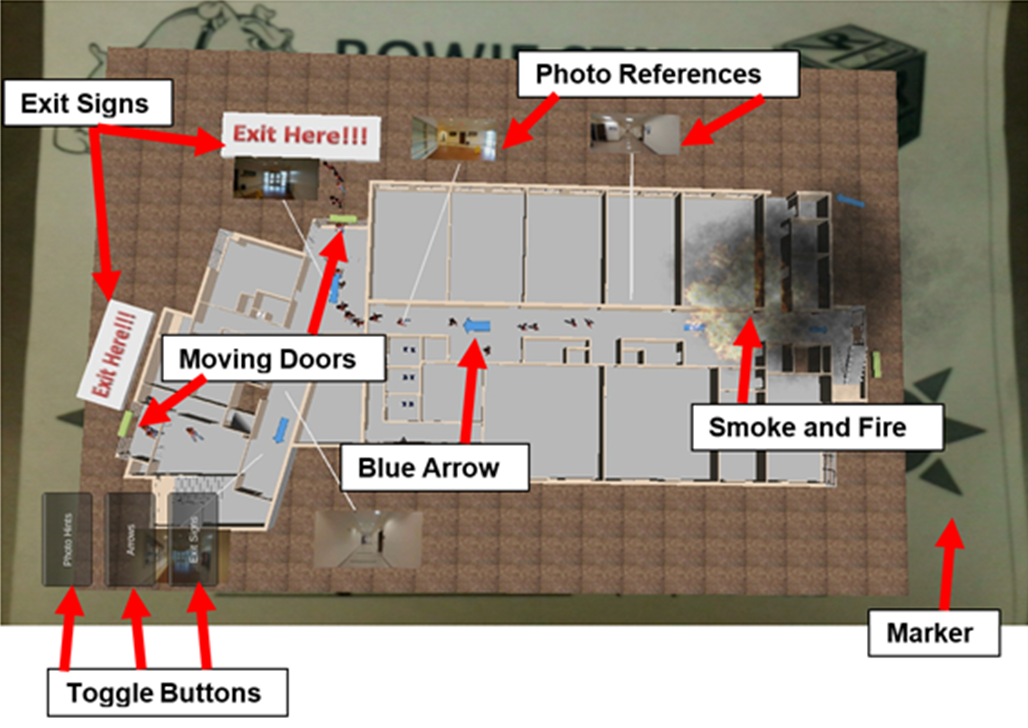 BOWIE STATE
Photo References
Exit Signs
Exit Here!!!
Exit Here!!!
Moving Doors
Smoke and Fire
Blue Arrow
Photo Hints
Arrows
Exit Signs
Marker
Toggle Buttons